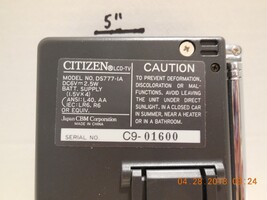 5"
CITIZEN® LCD-TV
MODEL NO. DS777-1A
DC6V⎓2.5W
BATT. SUPPLY
(1.5V×4)
ANSI: L40, AA
IEC: LR6, R6
OR EQUIV.
Japan CBM Corporation
MADE IN CHINA
CAUTION
TO PREVENT DEFORMATION,
DISCOLORATION OR MAL-
FUNCTIONS, AVOID LEAVING
THE UNIT UNDER DIRECT
SUNLIGHT, IN A CLOSED CAR
IN SUMMER, NEAR A HEATER
OR IN A BATHROOM.
SERIAL NO. C9-01600
04 28 2016 06 24